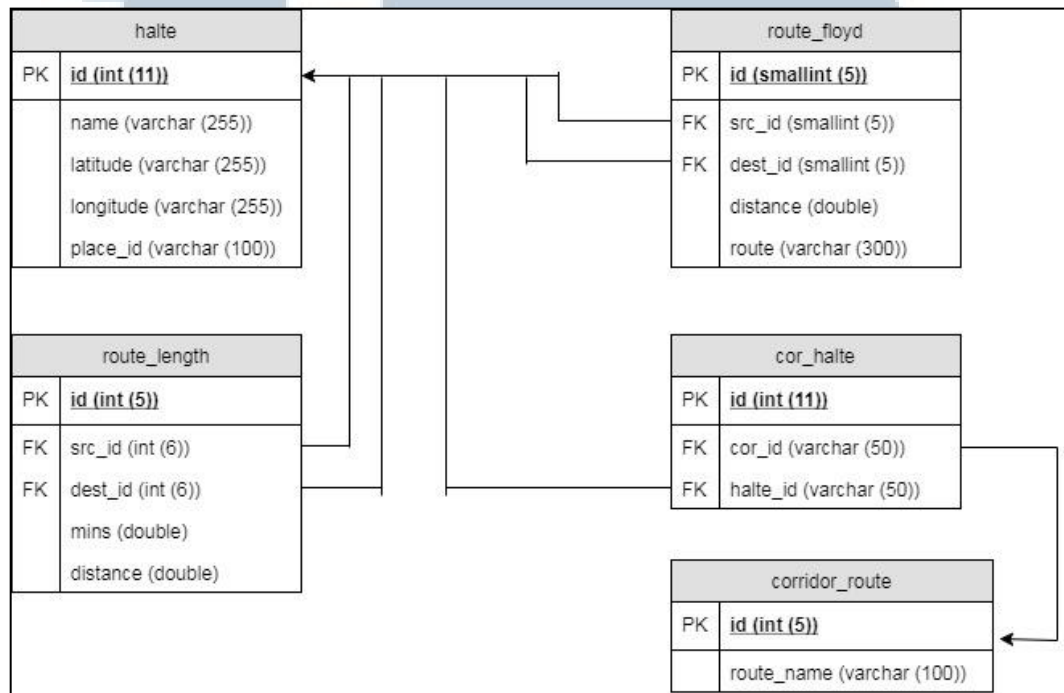 halte
PK id (int (11))
name (varchar (255))
latitude (varchar (255))
longitude (varchar (255))
place_id (varchar (100))
route_floyd
PK id (smallint (5))
FK src_id (smallint (5))
FK dest_id (smallint (5))
distance (double)
route (varchar (300))
route_length
PK id (int (5))
FK src_id (int (6))
FK dest_id (int (6))
mins (double)
distance (double)
cor_halte
PK id (int (11))
FK cor_id (varchar (50))
FK halte_id (varchar (50))
corridor_route
PK id (int (5))
route_name (varchar (100))